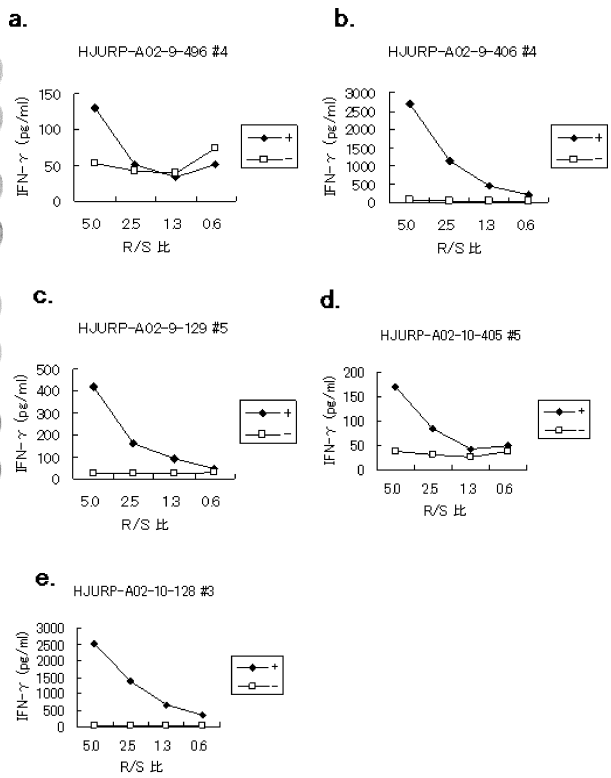 a.
HJURP-A02-9-496 #4
IFN-γ (pg/ml)
150
100
50
0
5.0 2.5 1.3 0.6
R/S 比
+
−
b.
HJURP-A02-9-406 #4
IFN-γ (pg/ml)
3000
2500
2000
1500
1000
500
0
5.0 2.5 1.3 0.6
R/S 比
+
−
c.
HJURP-A02-9-129 #5
IFN-γ (pg/ml)
500
400
300
200
100
0
5.0 2.5 1.3 0.6
R/S 比
+
−
d.
HJURP-A02-10-405 #5
IFN-γ (pg/ml)
200
150
100
50
0
5.0 2.5 1.3 0.6
R/S 比
+
−
e.
HJURP-A02-10-128 #3
IFN-γ (pg/ml)
3000
2500
2000
1500
1000
500
0
5.0 2.5 1.3 0.6
R/S 比
+
−